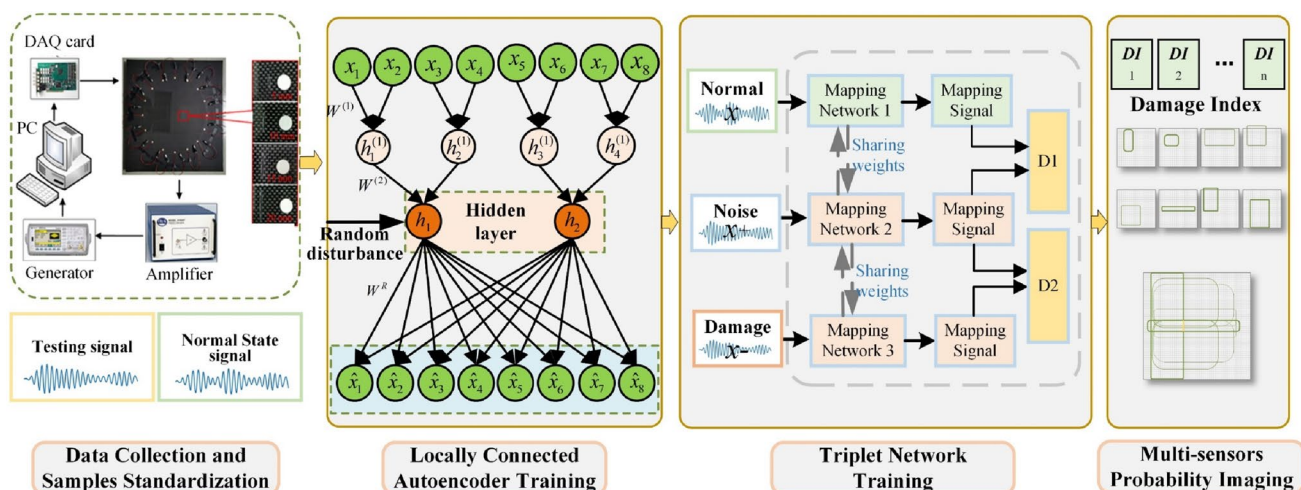 DAQ card
PC
Generator
Amplifier
Testing signal
Normal State
signal
Data Collection and
Samples Standardization
x₁ x₂ x₃ x₄ x₅ x₆ x₇ x₈
W⁽¹⁾
h₁⁽¹⁾ h₂⁽¹⁾ h₃⁽¹⁾ h₄⁽¹⁾
W⁽²⁾
h₁ Hidden h₂
layer
Random
disturbance
Wᴿ
x̂₁ x̂₂ x̂₃ x̂₄ x̂₅ x̂₆ x̂₇ x̂₈
Locally Connected
Autoencoder Training
Normal
x
Mapping
Network 1
Mapping
Signal
Sharing
weights
D1
Noise
x+
Mapping
Network 2
Mapping
Signal
Sharing
weights
D2
Damage
x-
Mapping
Network 3
Mapping
Signal
Triplet Network
Training
DI DI ... DI
1 2 n
Damage Index
Multi-sensors
Probability Imaging